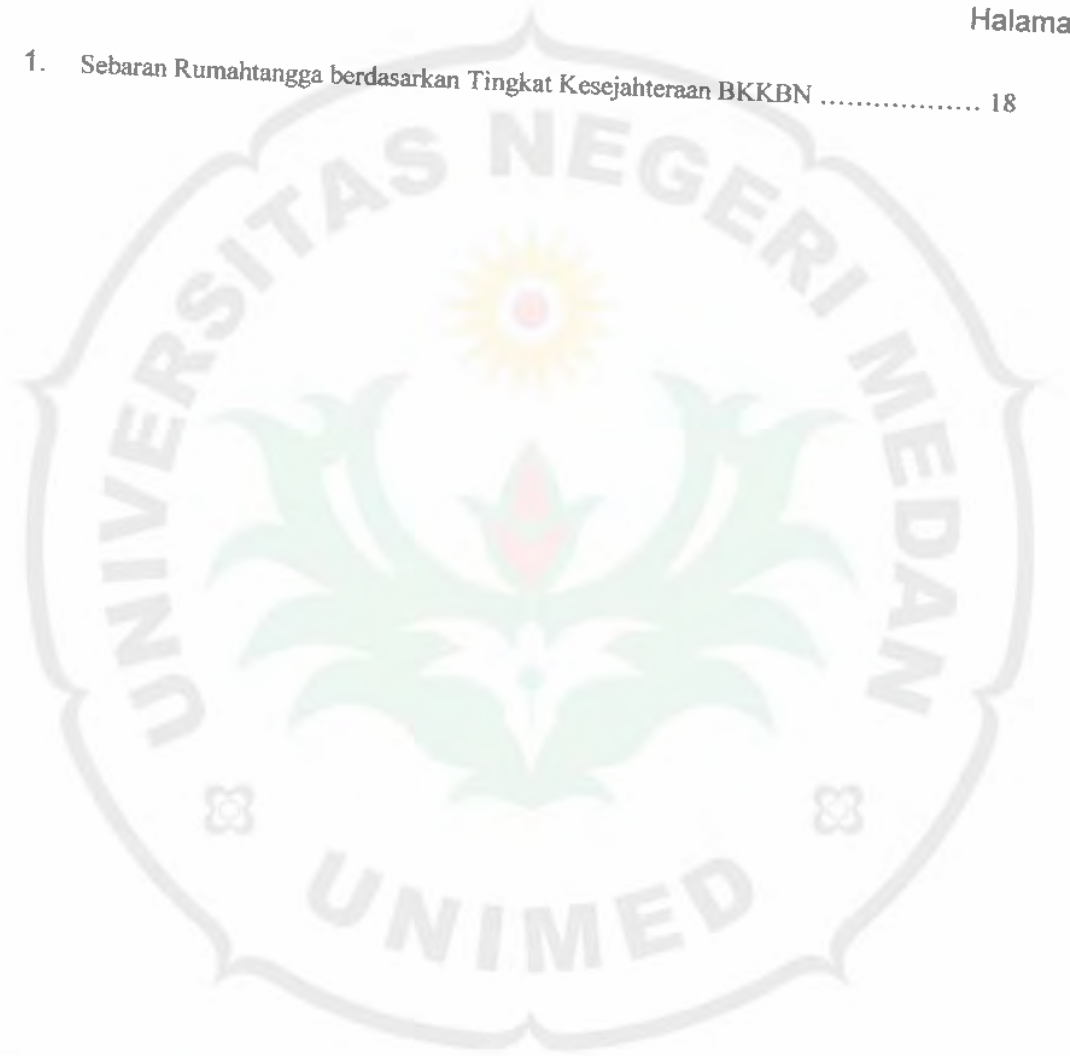 Halama
1. Sebaran Rumahtangga berdasarkan Tingkat Kesejahteraan BKKBN .................. 18
UNIVERSITAS NEGERI MEDAN
UNIMED